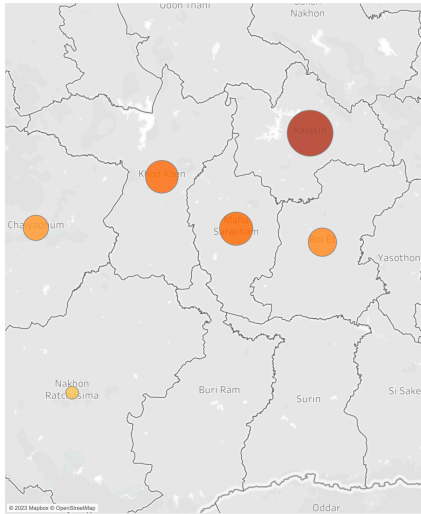 Udon Thani
Nakhon
Kalasin
Khon Kaen
Chaiyaphum
Maha
Sarakham
Roi Et
Yasothon
Nakhon
Ratchasima
Buri Ram
Surin
Si Sake
Oddar
© 2023 Mapbox © OpenStreetMap